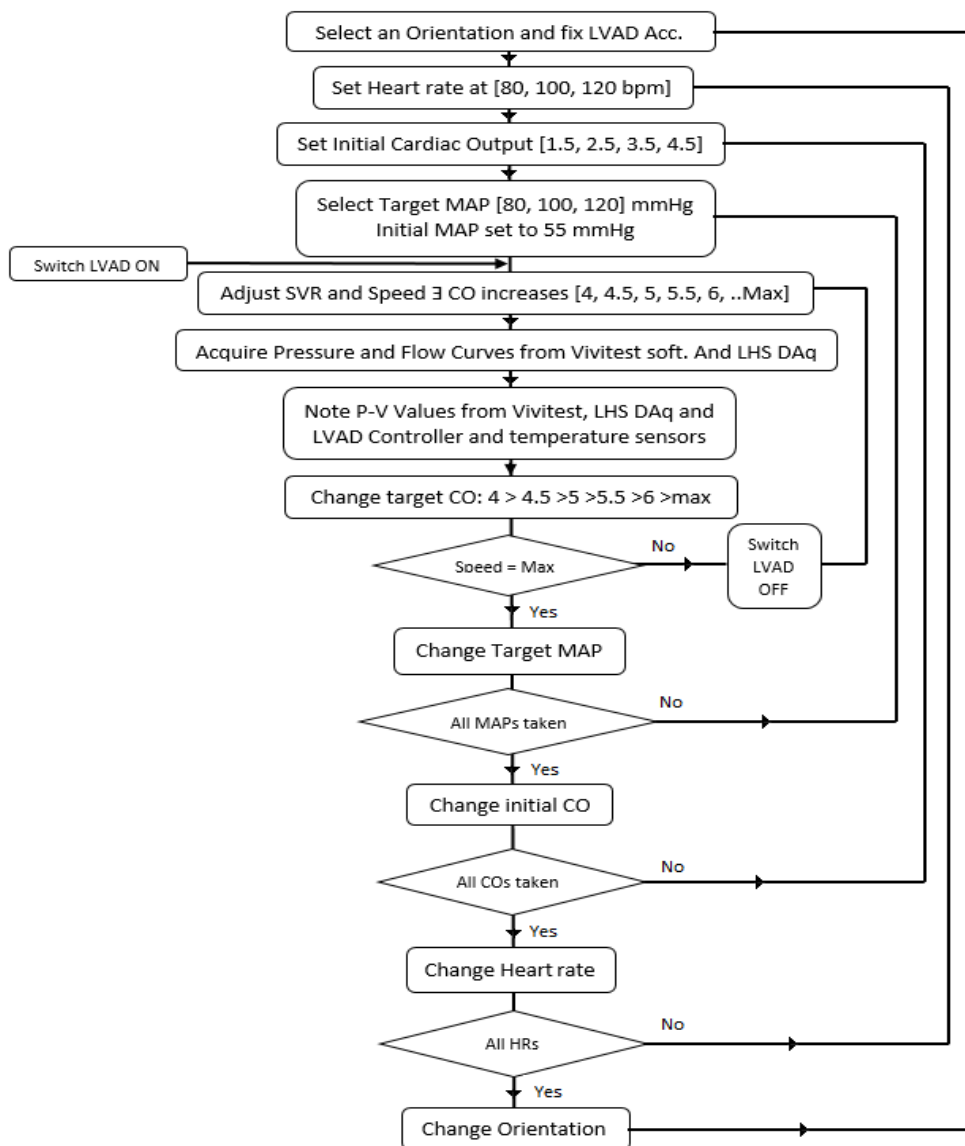 Select an Orientation and fix LVAD Acc.
Set Heart rate at [80, 100, 120 bpm]
Set Initial Cardiac Output [1.5, 2.5, 3.5, 4.5]
Select Target MAP [80, 100, 120] mmHg
Initial MAP set to 55 mmHg
Switch LVAD ON
Adjust SVR and Speed ∃ CO increases [4, 4.5, 5, 5.5, 6, ..Max]
Acquire Pressure and Flow Curves from Vivitest soft. And LHS DAq
Note P-V Values from Vivitest, LHS DAq and
LVAD Controller and temperature sensors
Change target CO: 4 > 4.5 >5 >5.5 >6 >max
Speed = Max
No
Switch
LVAD
OFF
Yes
Change Target MAP
All MAPs taken
No
Yes
Change initial CO
All COs taken
No
Yes
Change Heart rate
All HRs
No
Yes
Change Orientation